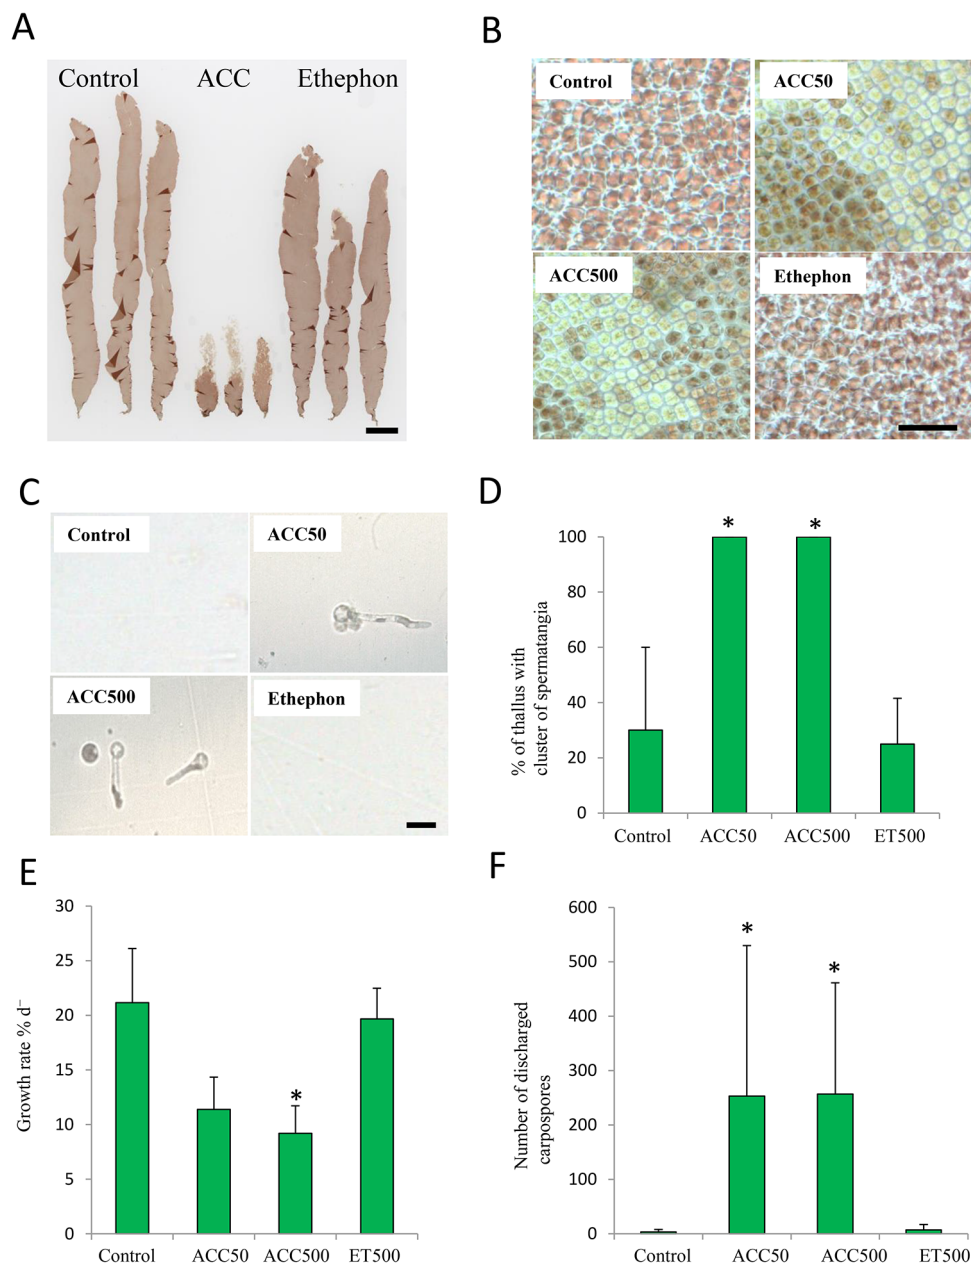 A
Control ACC Ethephon
B
Control
ACC50
ACC500
Ethephon
C
Control
ACC50
ACC500
Ethephon
D
% of thallus with
cluster of spermatangia
100
80
60
40
20
0
* *
Control ACC50 ACC500 ET500
E
Growth rate % d⁻
30
25
20
15
10
5
0
*
Control ACC50 ACC500 ET500
F
Number of discharged
carpospores
600
500
400
300
200
100
0
* *
Control ACC50 ACC500 ET500